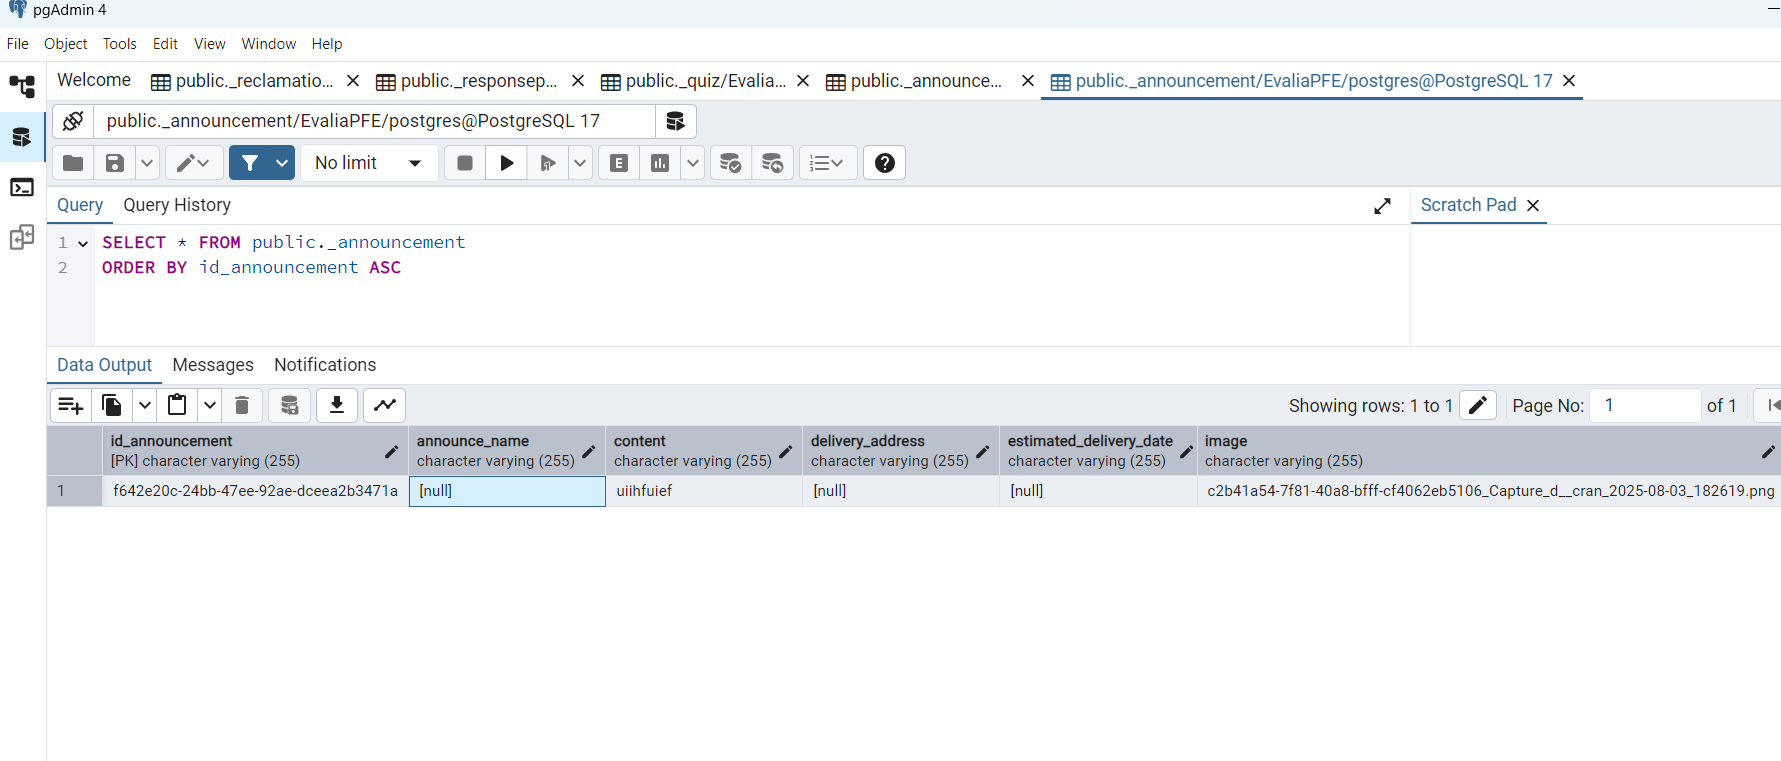 pgAdmin 4
File Object Tools Edit View Window Help
Welcome public._reclamatio... public._responsep... public._quiz/Evalia... public._announce... public._announcement/EvaliaPFE/postgres@PostgreSQL 17
public._announcement/EvaliaPFE/postgres@PostgreSQL 17
No limit E
Query Query History Scratch Pad
1 SELECT * FROM public._announcement
2 ORDER BY id_announcement ASC
Data Output Messages Notifications
Showing rows: 1 to 1 Page No: 1 of 1
id_announcement announce_name content delivery_address estimated_delivery_date image
[PK] character varying (255) character varying (255) character varying (255) character varying (255) character varying (255) character varying (255)
1 f642e20c-24bb-47ee-92ae-dceea2b3471a [null] uiihfuief [null] [null] c2b41a54-7f81-40a8-bfff-cf4062eb5106_Capture_d__cran_2025-08-03_182619.png